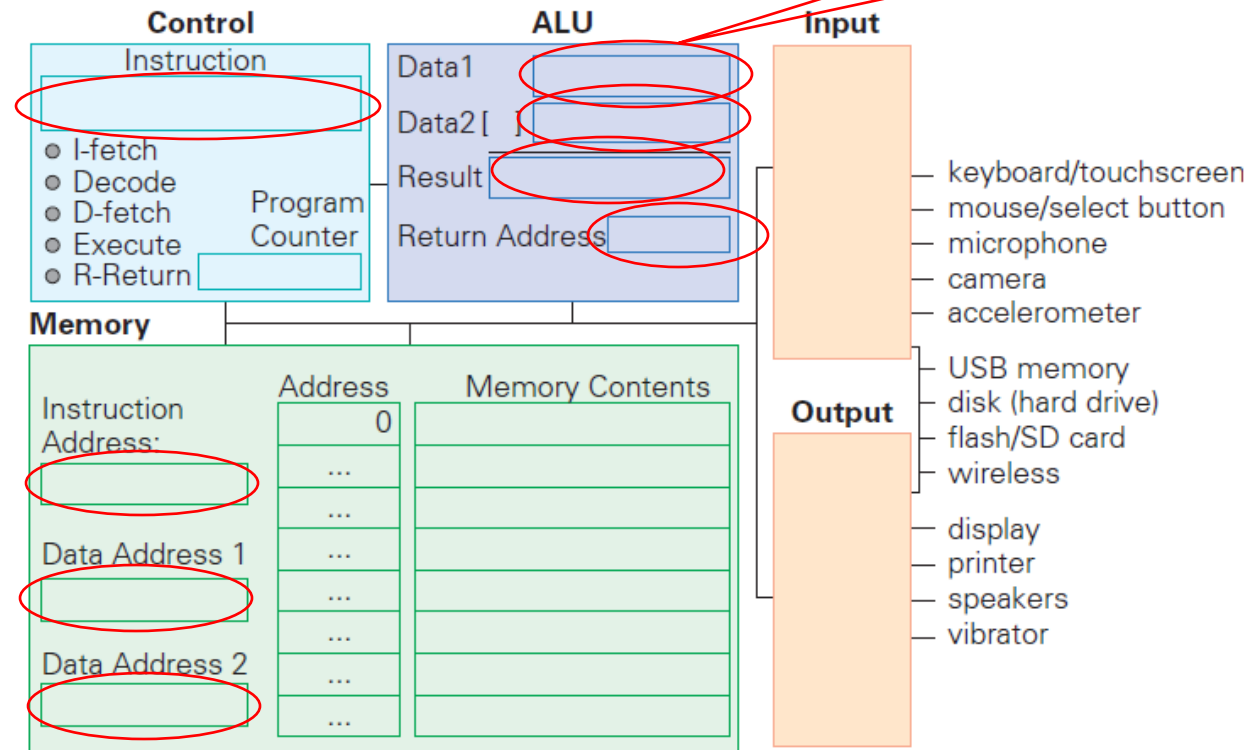 Control
Instruction
I-fetch
Decode
D-fetch
Execute
R-Return
Program
Counter
ALU
Data1
Data2 [ ]
Result
Return Address
Input
keyboard/touchscreen
mouse/select button
microphone
camera
accelerometer
USB memory
disk (hard drive)
flash/SD card
wireless
Output
display
printer
speakers
vibrator
Memory
Instruction
Address:
Data Address 1
Data Address 2
Address
0
...
...
...
...
...
...
...
Memory Contents